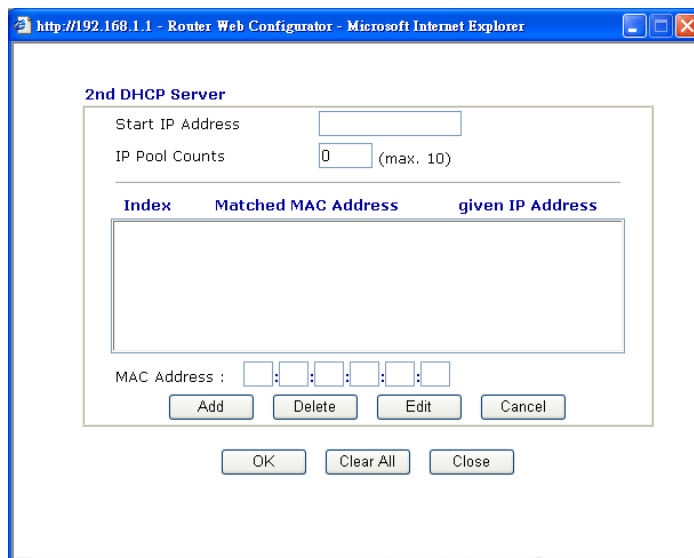 http://192.168.1.1 - Router Web Configurator - Microsoft Internet Explorer
2nd DHCP Server
Start IP Address
IP Pool Counts 0 (max. 10)
Index Matched MAC Address given IP Address
MAC Address : : : : : :
Add Delete Edit Cancel
OK Clear All Close